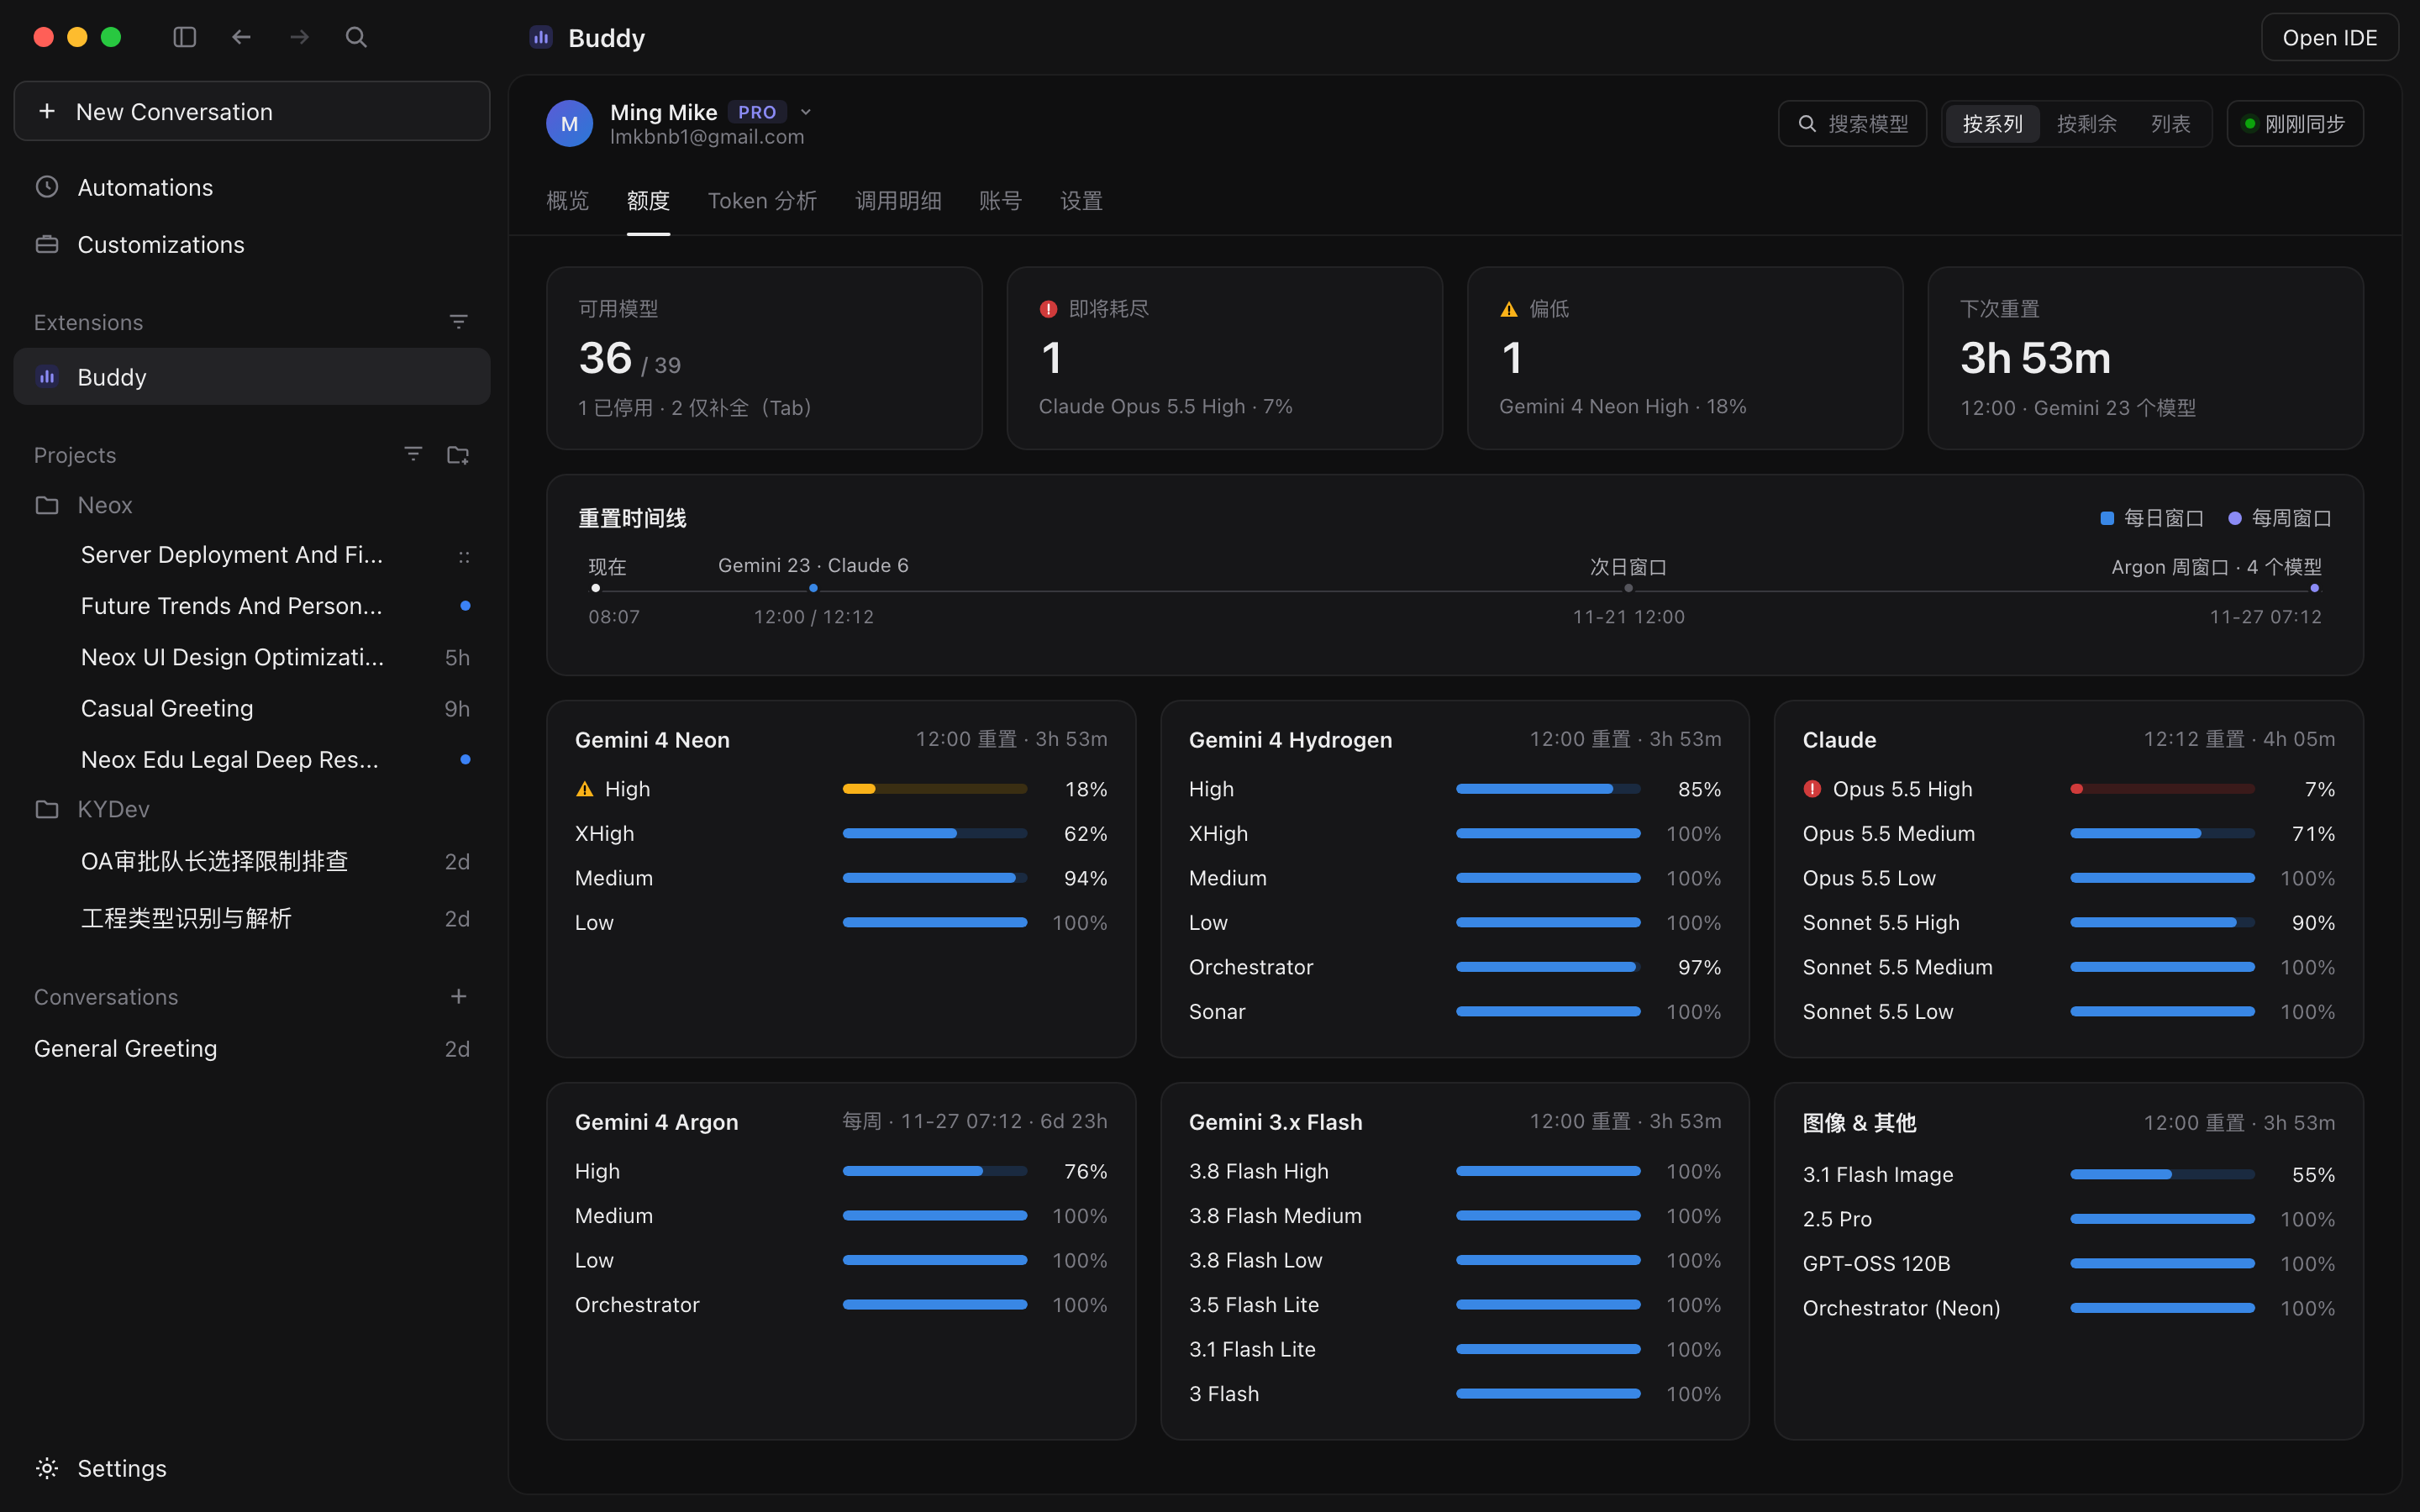 Buddy
Open IDE
New Conversation
Automations
Customizations
Extensions
Buddy
Projects
Neox
Server Deployment And Fi...
Future Trends And Person...
Neox UI Design Optimizati... 5h
Casual Greeting 9h
Neox Edu Legal Deep Res...
KYDev
OA审批队长选择限制排查 2d
工程类型识别与解析 2d
Conversations
General Greeting 2d
Settings
M
Ming Mike PRO
lmkbnb1@gmail.com
搜索模型
按系列 按剩余 列表
刚刚同步
概览 额度 Token 分析 调用明细 账号 设置
可用模型
36 / 39
1 已停用 · 2 仅补全（Tab）
即将耗尽
1
Claude Opus 5.5 High · 7%
偏低
1
Gemini 4 Neon High · 18%
下次重置
3h 53m
12:00 · Gemini 23 个模型
重置时间线
每日窗口 每周窗口
现在 Gemini 23 · Claude 6 次日窗口 Argon 周窗口 · 4 个模型
08:07 12:00 / 12:12 11-21 12:00 11-27 07:12
Gemini 4 Neon 12:00 重置 · 3h 53m
High 18%
XHigh 62%
Medium 94%
Low 100%
Gemini 4 Hydrogen 12:00 重置 · 3h 53m
High 85%
XHigh 100%
Medium 100%
Low 100%
Orchestrator 97%
Sonar 100%
Claude 12:12 重置 · 4h 05m
Opus 5.5 High 7%
Opus 5.5 Medium 71%
Opus 5.5 Low 100%
Sonnet 5.5 High 90%
Sonnet 5.5 Medium 100%
Sonnet 5.5 Low 100%
Gemini 4 Argon 每周 · 11-27 07:12 · 6d 23h
High 76%
Medium 100%
Low 100%
Orchestrator 100%
Gemini 3.x Flash 12:00 重置 · 3h 53m
3.8 Flash High 100%
3.8 Flash Medium 100%
3.8 Flash Low 100%
3.5 Flash Lite 100%
3.1 Flash Lite 100%
3 Flash 100%
图像 & 其他 12:00 重置 · 3h 53m
3.1 Flash Image 55%
2.5 Pro 100%
GPT-OSS 120B 100%
Orchestrator (Neon) 100%